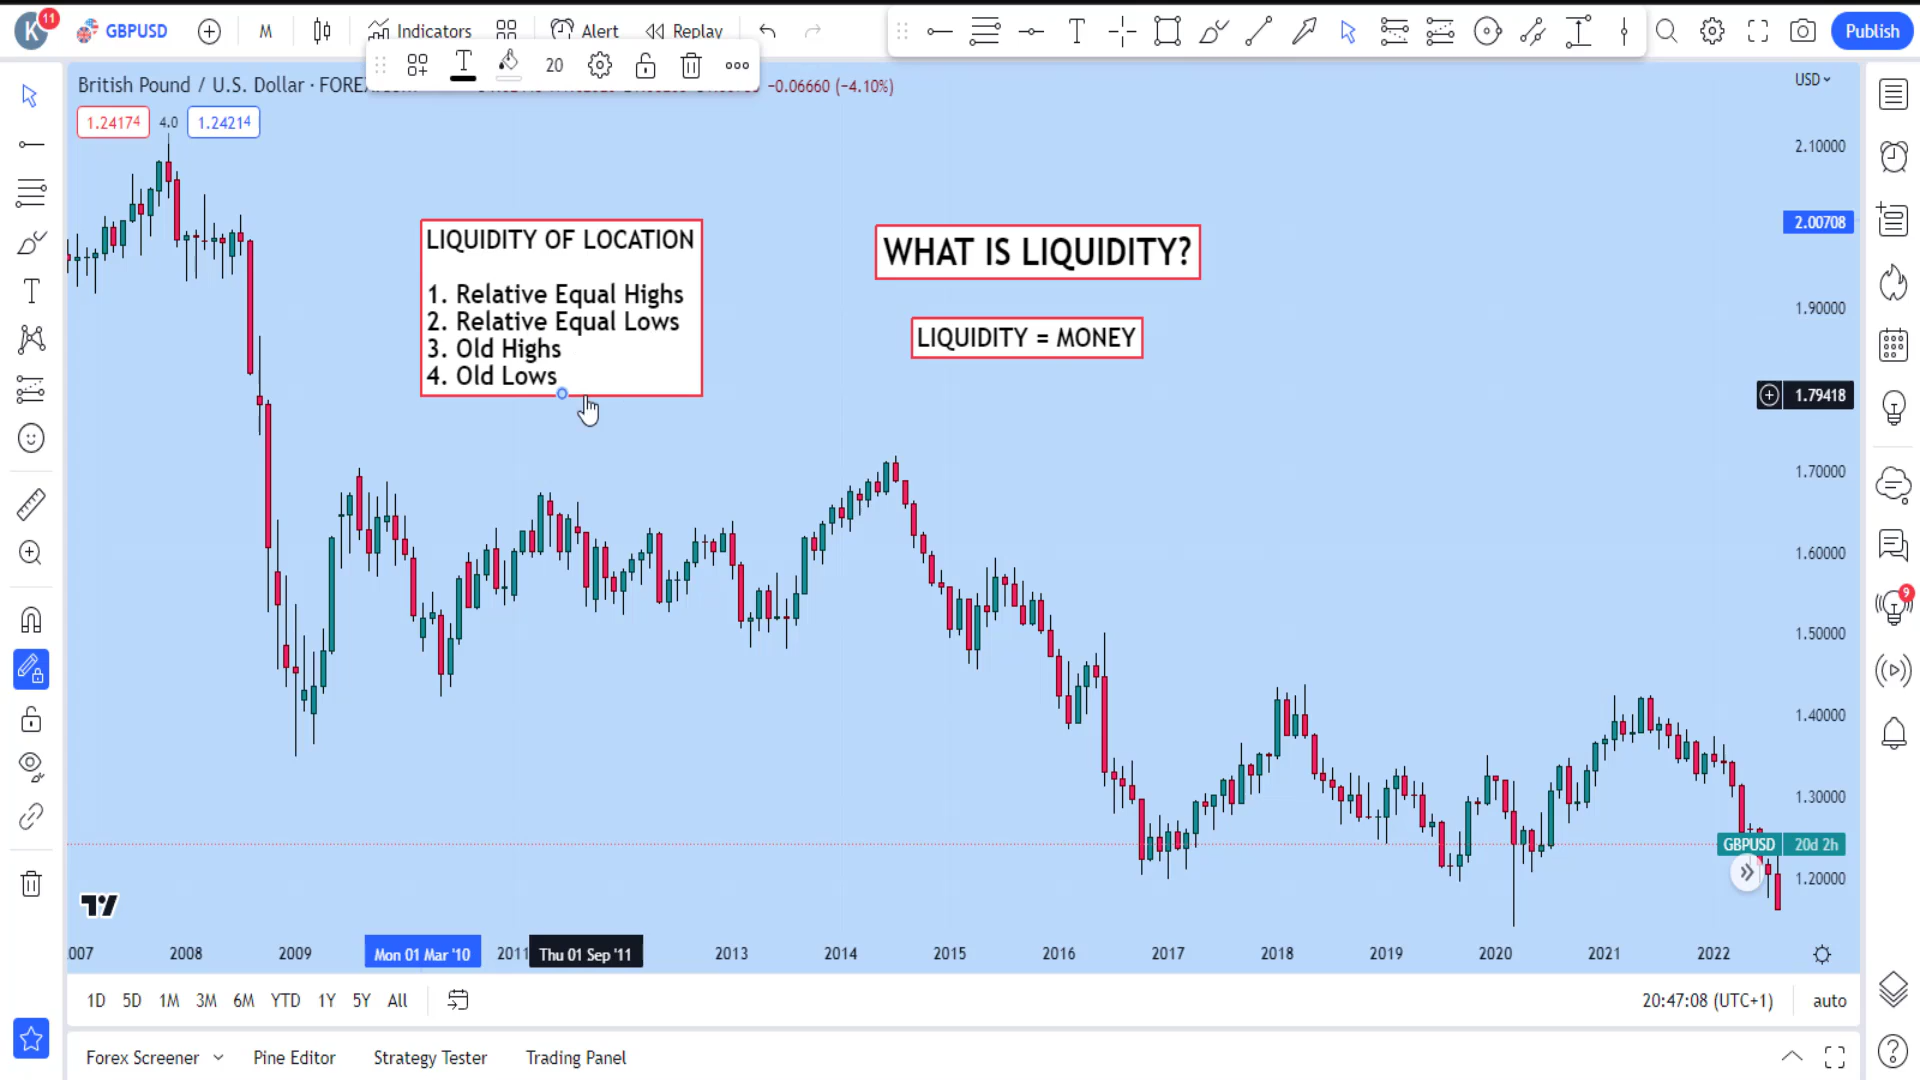 K
11
GBPUSD
M
Indicators
Alert
Replay
Publish
T
20
British Pound / U.S. Dollar
−0.06660 (−4.10%)
USD
1.24174
4.0
1.24214
2.10000
2.00708
1.90000
1.79418
1.70000
1.60000
1.50000
1.40000
1.30000
GBPUSD 20d 2h
1.20000
LIQUIDITY OF LOCATION
1. Relative Equal Highs
2. Relative Equal Lows
3. Old Highs
4. Old Lows
WHAT IS LIQUIDITY?
LIQUIDITY = MONEY
9
2008 2009 Mon 01 Mar '10 2011 Thu 01 Sep '11 2013 2014 2015 2016 2017 2018 2019 2020 2021 2022
1D 5D 1M 3M 6M YTD 1Y 5Y All
20:47:08 (UTC+1)
auto
Forex Screener
Pine Editor
Strategy Tester
Trading Panel